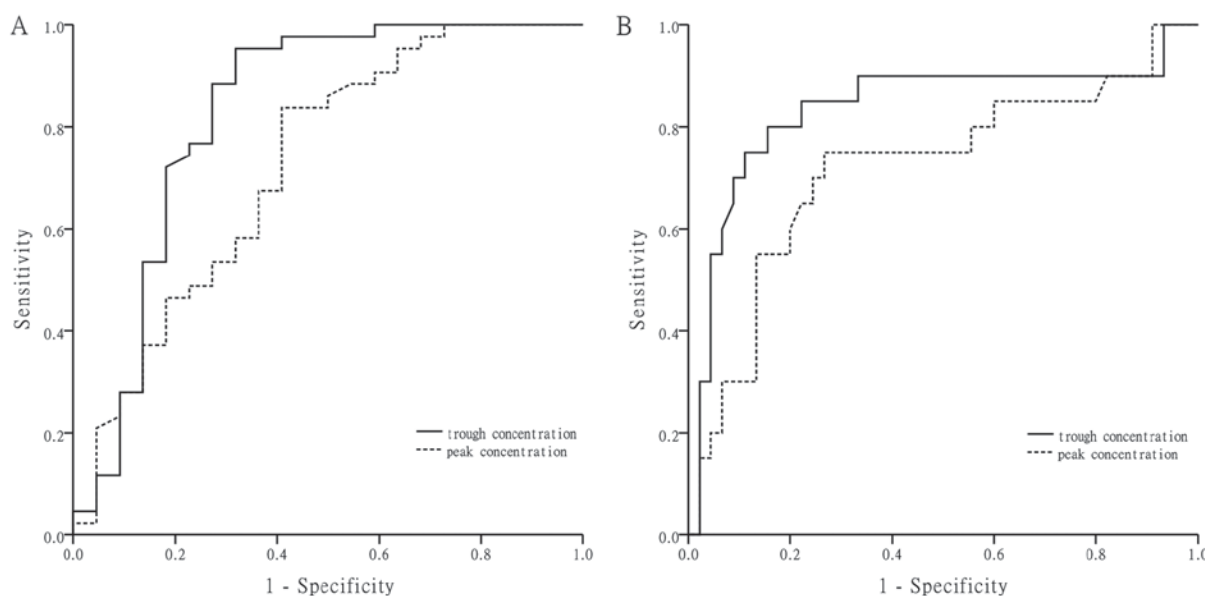 A
1.0
0.8
0.6
0.4
0.2
0.0
Sensitivity
trough concentration
peak concentration
0.0 0.2 0.4 0.6 0.8 1.0
1 - Specificity
B
1.0
0.8
0.6
0.4
0.2
0.0
Sensitivity
trough concentration
peak concentration
0.0 0.2 0.4 0.6 0.8 1.0
1 - Specificity